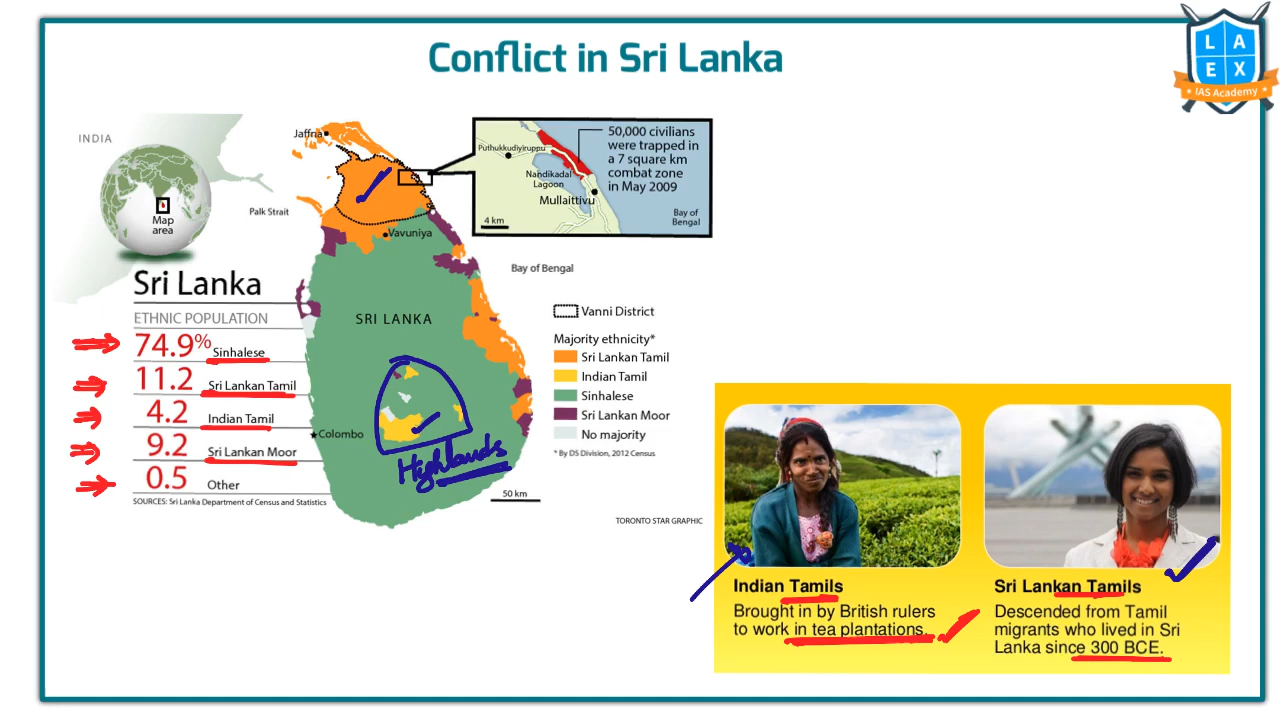 Conflict in Sri Lanka
L A
E X
IAS Academy
INDIA
Map
area
Palk Strait
Jaffna
Vavuniya
SRI LANKA
Colombo
Highlands
Puthukkudiyiruppu
Nandikadal
Lagoon
Mullaittivu
4 km
Bay of
Bengal
50,000 civilians
were trapped in
a 7 square km
combat zone
in May 2009
Bay of Bengal
Sri Lanka
ETHNIC POPULATION
74.9% Sinhalese
11.2 Sri Lankan Tamil
4.2 Indian Tamil
9.2 Sri Lankan Moor
0.5 Other
SOURCES: Sri Lanka Department of Census and Statistics
Vanni District
Majority ethnicity*
Sri Lankan Tamil
Indian Tamil
Sinhalese
Sri Lankan Moor
No majority
* By DS Division, 2012 Census
50 km
TORONTO STAR GRAPHIC
Indian Tamils
Brought in by British rulers
to work in tea plantations.
Sri Lankan Tamils
Descended from Tamil
migrants who lived in Sri
Lanka since 300 BCE.